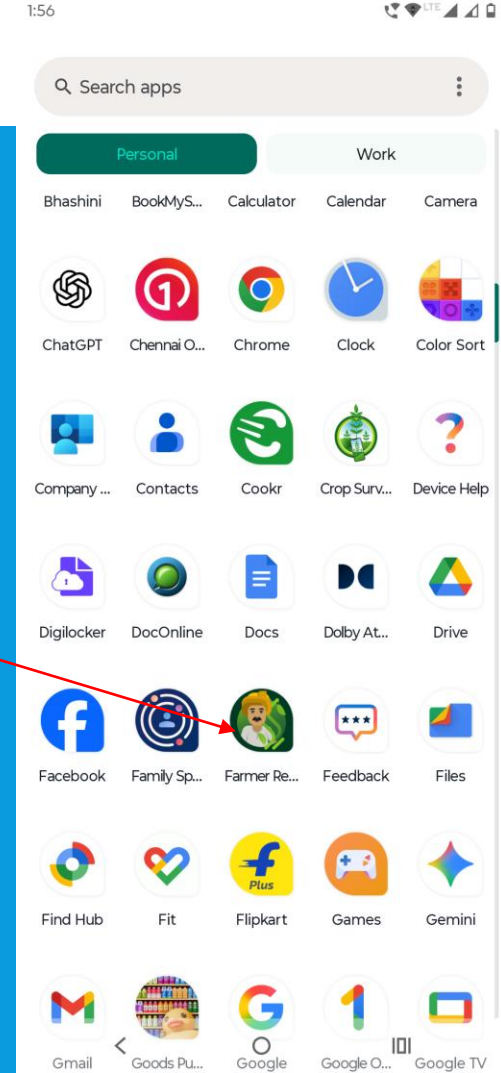 1:56
LTE
Search apps
Personal Work
Bhashini BookMyS... Calculator Calendar Camera
ChatGPT Chennai O... Chrome Clock Color Sort
Company ... Contacts Cookr Crop Surv... Device Help
Digilocker DocOnline Docs Dolby At... Drive
Facebook Family Sp... Farmer Re... Feedback Files
Plus
Find Hub Fit Flipkart Games Gemini
Gmail Goods Pu... Google Google O... Google TV